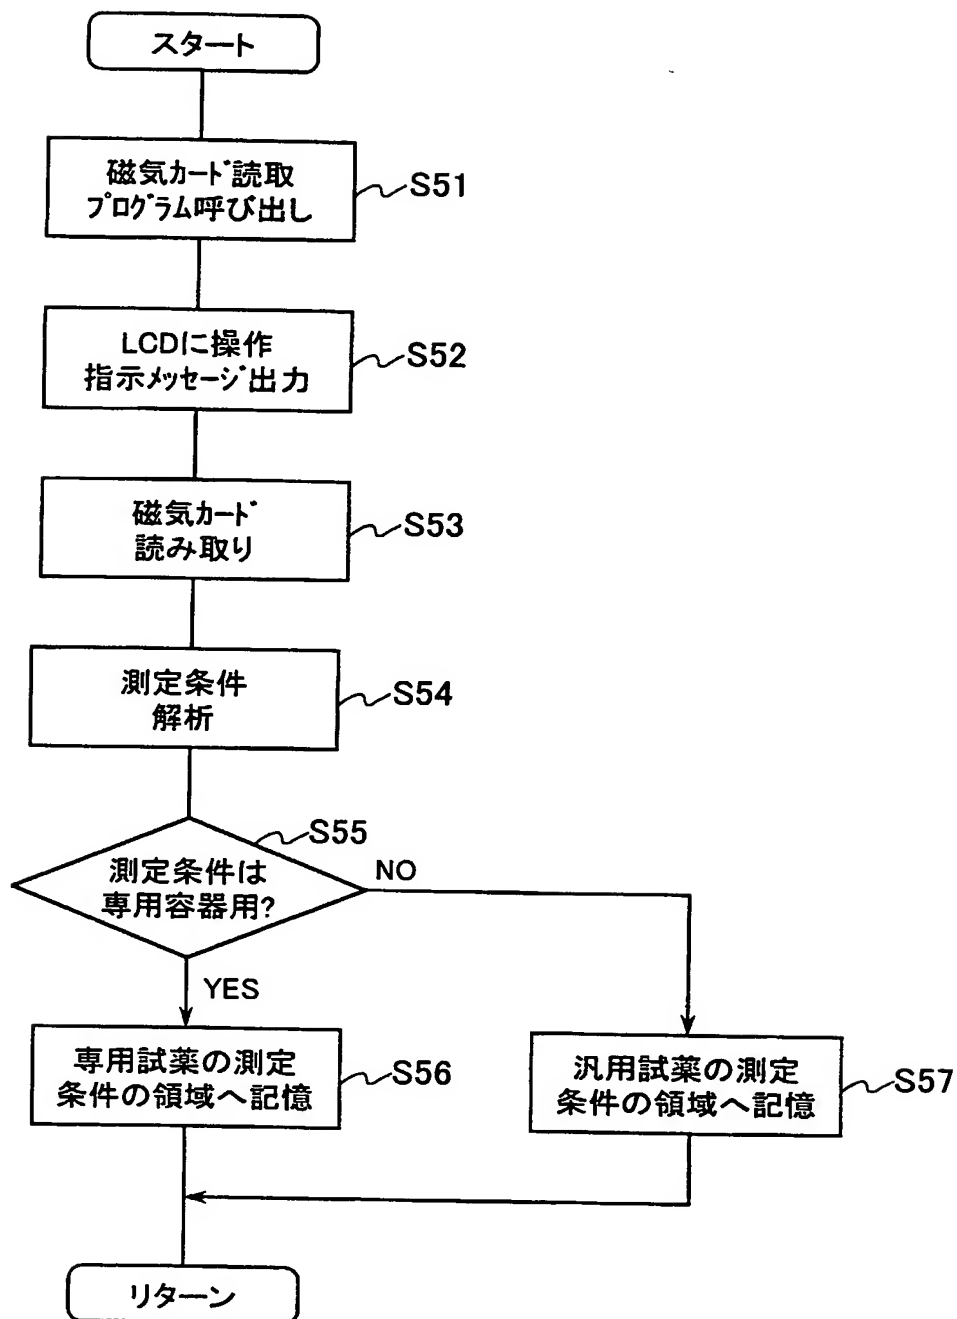 スタート
磁気ｶｰﾄﾞ読取
ﾌﾟﾛｸﾞﾗﾑ呼び出し
S51
LCDに操作
指示ﾒｯｾｰｼﾞ出力
S52
磁気ｶｰﾄﾞ
読み取り
S53
測定条件
解析
S54
S55
測定条件は
専用容器用?
NO
YES
専用試薬の測定
条件の領域へ記憶
S56
汎用試薬の測定
条件の領域へ記憶
S57
リターン